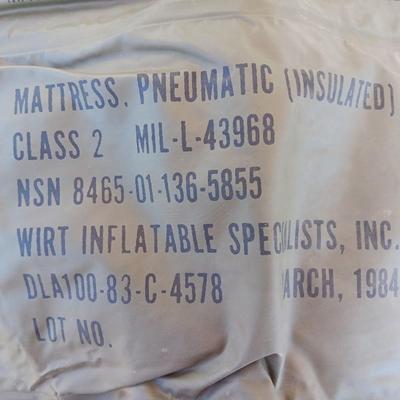 MATTRESS, PNEUMATIC (INSULATED)
CLASS 2 MIL-L-43968
NSN 8465-01-136-5855
WIRT INFLATABLE SPECIALISTS, INC.
DLA100-83-C-4578 MARCH, 1984
LOT NO.